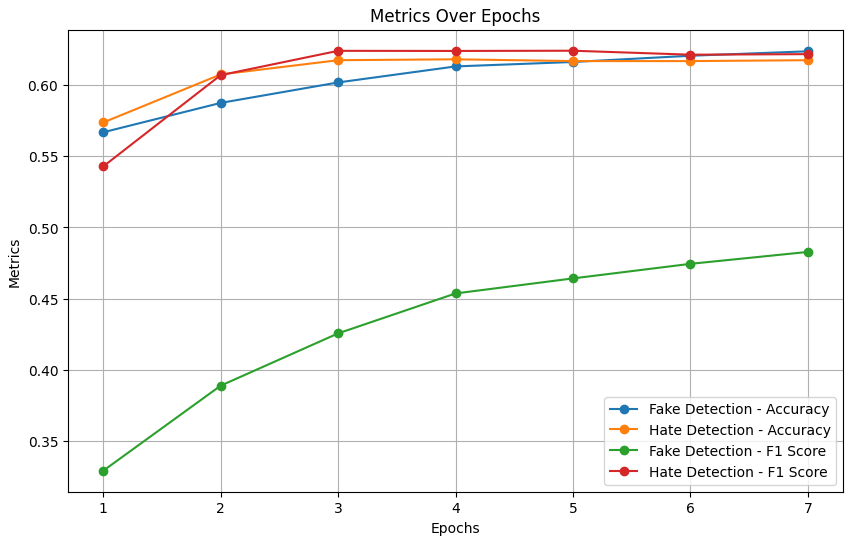 Metrics Over Epochs
0.60
0.55
0.50
0.45
0.40
0.35
Metrics
1 2 3 4 5 6 7
Epochs
Fake Detection - Accuracy
Hate Detection - Accuracy
Fake Detection - F1 Score
Hate Detection - F1 Score